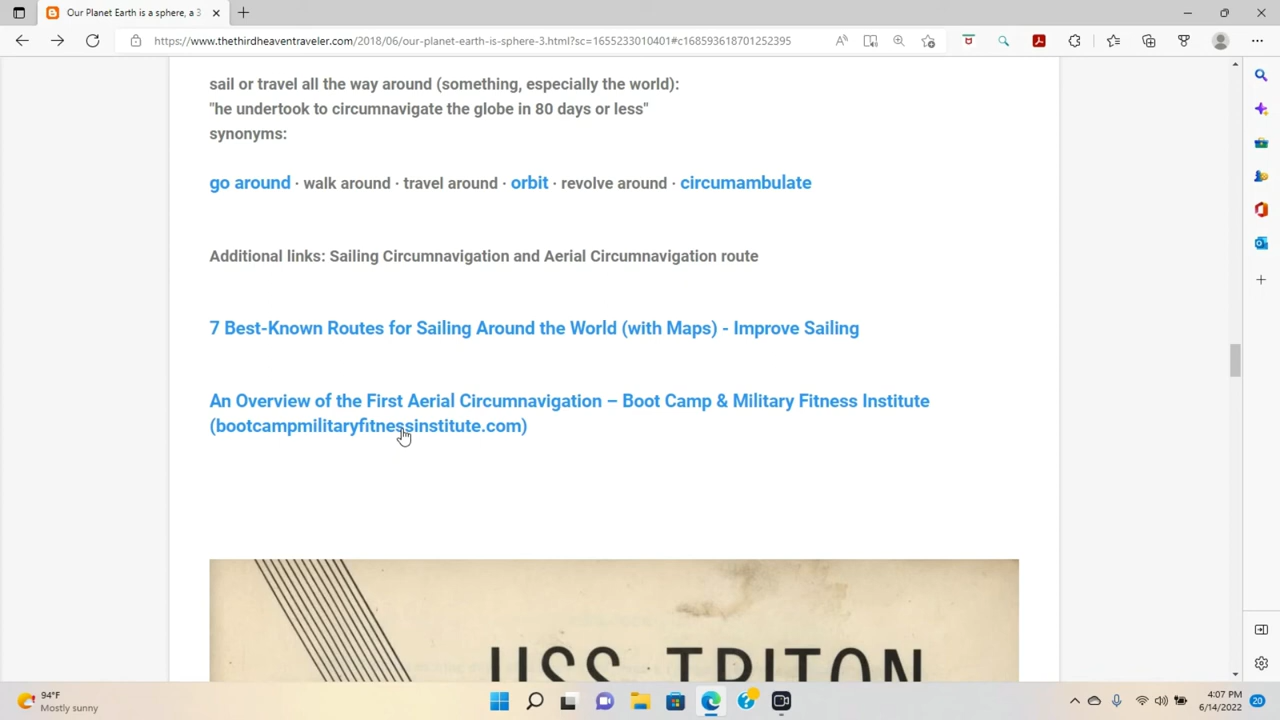 Our Planet Earth is a sphere, a 3
https://www.thethirdheaventraveler.com/2018/06/our-planet-earth-is-sphere-3.html?sc=1655233010401#c168593618701252395
sail or travel all the way around (something, especially the world):
"he undertook to circumnavigate the globe in 80 days or less"
synonyms:
go around · walk around · travel around · orbit · revolve around · circumambulate
Additional links: Sailing Circumnavigation and Aerial Circumnavigation route
7 Best-Known Routes for Sailing Around the World (with Maps) - Improve Sailing
An Overview of the First Aerial Circumnavigation – Boot Camp & Military Fitness Institute
(bootcampmilitaryfitnessinstitute.com)
USS TRITON
94°F
Mostly sunny
4:07 PM
6/14/2022
20